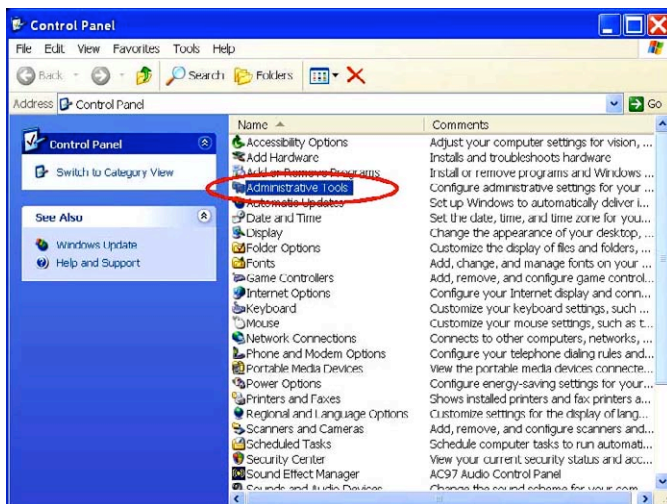 Control Panel
File Edit View Favorites Tools Help
Back Search Folders
Address Control Panel Go
Control Panel
Switch to Category View
See Also
Windows Update
Help and Support
Name Comments
Accessibility Options Adjust your computer settings for vision, ...
Add Hardware Installs and troubleshoots hardware
Add or Remove Programs Install or remove programs and Windows ...
Administrative Tools Configure administrative settings for your ...
Automatic Updates Set up Windows to automatically deliver i...
Date and Time Set the date, time, and time zone for you...
Display Change the appearance of your desktop, ...
Folder Options Customize the display of files and folders, ...
Fonts Add, change, and manage fonts on your ...
Game Controllers Add, remove, and configure game control...
Internet Options Configure your Internet display and conn...
Keyboard Customize your keyboard settings, such ...
Mouse Customize your mouse settings, such as t...
Network Connections Connects to other computers, networks, ...
Phone and Modem Options Configure your telephone dialing rules and...
Portable Media Devices View the portable media devices connecte...
Power Options Configure energy-saving settings for your...
Printers and Faxes Shows installed printers and fax printers a...
Regional and Language Options Customize settings for the display of lang...
Scanners and Cameras Add, remove, and configure scanners and...
Scheduled Tasks Schedule computer tasks to run automati...
Security Center View your current security status and acc...
Sound Effect Manager AC97 Audio Control Panel
Sounds and Audio Devices Change the sound scheme for your com...